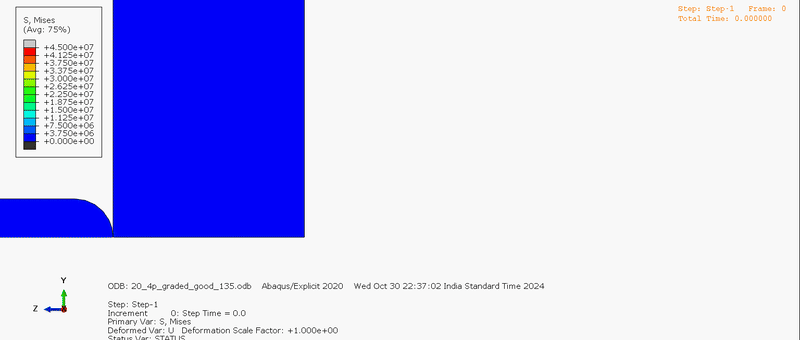 S, Mises
(Avg: 75%)
+4.500e+07
+4.125e+07
+3.750e+07
+3.375e+07
+3.000e+07
+2.625e+07
+2.250e+07
+1.875e+07
+1.500e+07
+1.125e+07
+7.500e+06
+3.750e+06
+0.000e+00
Step: Step-1 Frame: 0
Total Time: 0.000000
Y
Z
ODB: 20_4p_graded_good_135.odb Abaqus/Explicit 2020 Wed Oct 30 22:37:02 India Standard Time 2024
Step: Step-1
Increment 0: Step Time = 0.0
Primary Var: S, Mises
Deformed Var: U Deformation Scale Factor: +1.000e+00
Status Var: STATUS